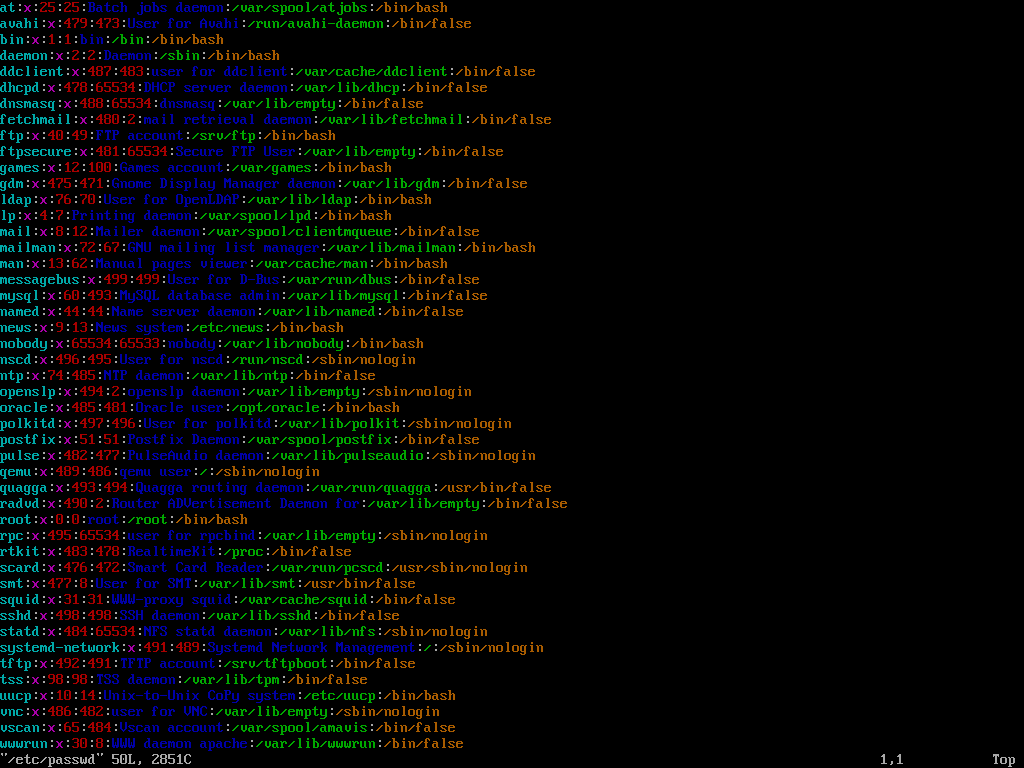 at:x:25:25:Batch jobs daemon:/var/spool/atjobs:/bin/bash
avahi:x:479:473:User for Avahi:/run/avahi-daemon:/bin/false
bin:x:1:1:bin:/bin:/bin/bash
daemon:x:2:2:Daemon:/sbin:/bin/bash
ddclient:x:487:483:user for ddclient:/var/cache/ddclient:/bin/false
dhcpd:x:478:65534:DHCP server daemon:/var/lib/dhcp:/bin/false
dnsmasq:x:488:65534:dnsmasq:/var/lib/empty:/bin/false
fetchmail:x:480:2:mail retrieval daemon:/var/lib/fetchmail:/bin/false
ftp:x:40:49:FTP account:/srv/ftp:/bin/bash
ftpsecure:x:481:65534:Secure FTP User:/var/lib/empty:/bin/false
games:x:12:100:Games account:/var/games:/bin/bash
gdm:x:475:471:Gnome Display Manager daemon:/var/lib/gdm:/bin/false
ldap:x:76:70:User for OpenLDAP:/var/lib/ldap:/bin/bash
lp:x:4:7:Printing daemon:/var/spool/lpd:/bin/bash
mail:x:8:12:Mailer daemon:/var/spool/clientmqueue:/bin/false
mailman:x:72:67:GNU mailing list manager:/var/lib/mailman:/bin/bash
man:x:13:62:Manual pages viewer:/var/cache/man:/bin/bash
messagebus:x:499:499:User for D-Bus:/var/run/dbus:/bin/false
mysql:x:60:493:MySQL database admin:/var/lib/mysql:/bin/false
named:x:44:44:Name server daemon:/var/lib/named:/bin/false
news:x:9:13:News system:/etc/news:/bin/bash
nobody:x:65534:65533:nobody:/var/lib/nobody:/bin/bash
nscd:x:496:495:User for nscd:/run/nscd:/sbin/nologin
ntp:x:74:485:NTP daemon:/var/lib/ntp:/bin/false
openslp:x:494:2:openslp daemon:/var/lib/empty:/sbin/nologin
oracle:x:485:481:Oracle user:/opt/oracle:/bin/bash
polkitd:x:497:496:User for polkitd:/var/lib/polkit:/sbin/nologin
postfix:x:51:51:Postfix Daemon:/var/spool/postfix:/bin/false
pulse:x:482:477:PulseAudio daemon:/var/lib/pulseaudio:/sbin/nologin
qemu:x:489:486:qemu user:/:/sbin/nologin
quagga:x:493:494:Quagga routing daemon:/var/run/quagga:/usr/bin/false
radvd:x:490:2:Router ADVertisement Daemon for:/var/lib/empty:/bin/false
root:x:0:0:root:/root:/bin/bash
rpc:x:495:65534:user for rpcbind:/var/lib/empty:/sbin/nologin
rtkit:x:483:478:RealtimeKit:/proc:/bin/false
scard:x:476:472:Smart Card Reader:/var/run/pcscd:/usr/sbin/nologin
smt:x:477:8:User for SMT:/var/lib/smt:/usr/bin/false
squid:x:31:31:WWW-proxy squid:/var/cache/squid:/bin/false
sshd:x:498:498:SSH daemon:/var/lib/sshd:/bin/false
statd:x:484:65534:NFS statd daemon:/var/lib/nfs:/sbin/nologin
systemd-network:x:491:489:Systemd Network Management:/:/sbin/nologin
tftp:x:492:491:TFTP account:/srv/tftpboot:/bin/false
tss:x:98:98:TSS daemon:/var/lib/tpm:/bin/false
uucp:x:10:14:Unix-to-Unix CoPy system:/etc/uucp:/bin/bash
vnc:x:486:482:user for VNC:/var/lib/empty:/sbin/nologin
vscan:x:65:484:Vscan account:/var/spool/amavis:/bin/false
wwwrun:x:30:8:WWW daemon apache:/var/lib/wwwrun:/bin/false
"/etc/passwd" 50L, 2851C 1,1 Top